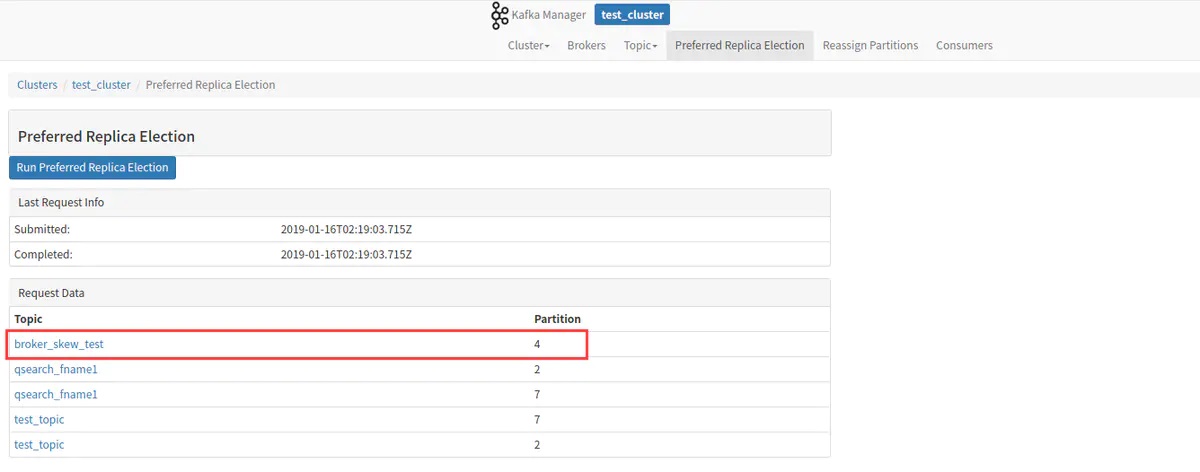 Kafka Manager test_cluster
Cluster Brokers Topic Preferred Replica Election Reassign Partitions Consumers
Clusters / test_cluster / Preferred Replica Election
Preferred Replica Election
Run Preferred Replica Election
Last Request Info
Submitted: 2019-01-16T02:19:03.715Z
Completed: 2019-01-16T02:19:03.715Z
Request Data
Topic Partition
broker_skew_test 4
qsearch_fname1 2
qsearch_fname1 7
test_topic 7
test_topic 2